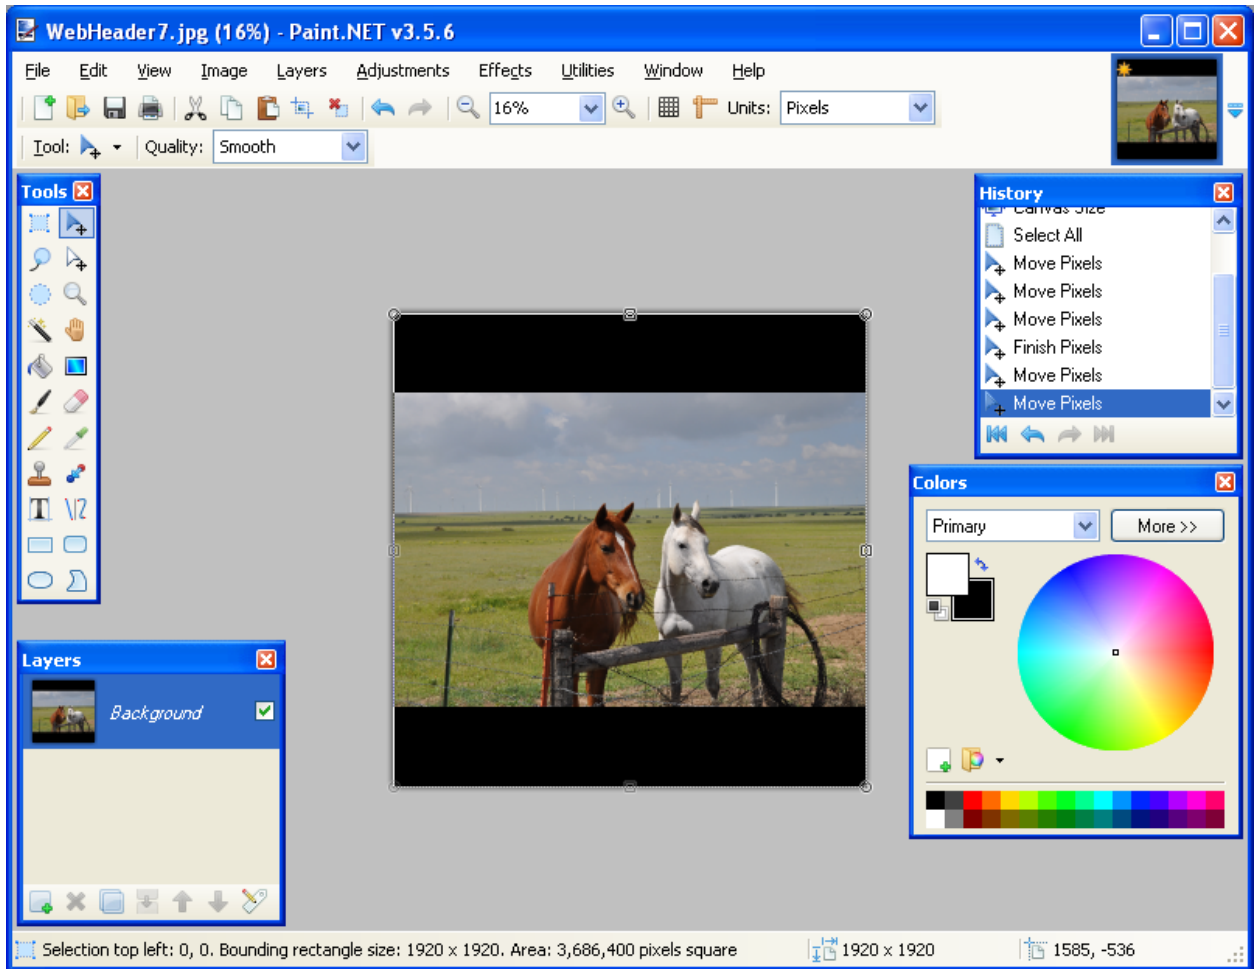 WebHeader7.jpg (16%) - Paint.NET v3.5.6
File Edit View Image Layers Adjustments Effects Utilities Window Help
16% Units: Pixels
Tool: Quality: Smooth
Tools
History
Canvas Size
Select All
Move Pixels
Move Pixels
Move Pixels
Finish Pixels
Move Pixels
Move Pixels
Colors
Primary More >>
Layers
Background
Selection top left: 0, 0. Bounding rectangle size: 1920 x 1920. Area: 3,686,400 pixels square 1920 x 1920 1585, -536